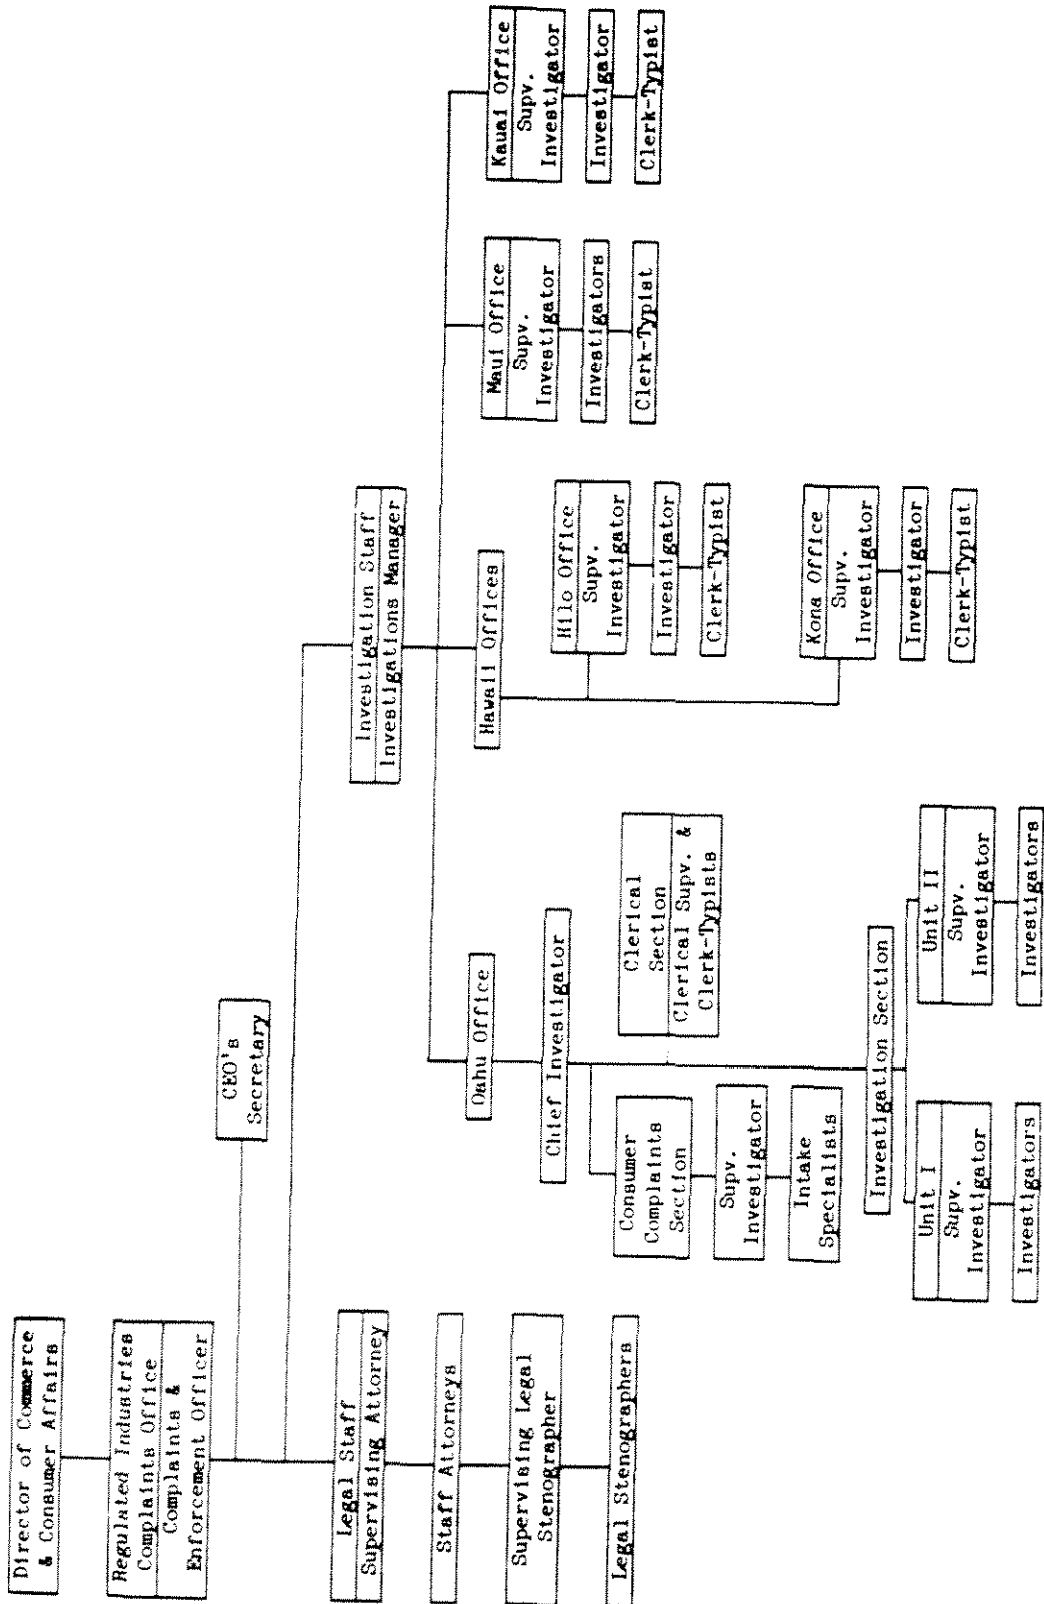 Director of Commerce
& Consumer Affairs
Regulated Industries
Complaints Office
Complaints &
Enforcement Officer
CEO's
Secretary
Legal Staff
Supervising Attorney
Staff Attorneys
Supervising Legal
Stenographer
Legal Stenographers
Investigation Staff
Investigations Manager
Oahu Office
Chief Investigator
Consumer
Complaints
Section
Supv.
Investigator
Intake
Specialists
Clerical
Section
Clerical Supv. &
Clerk-Typists
Investigation Section
Unit I
Supv.
Investigator
Investigators
Unit II
Supv.
Investigator
Investigators
Hawaii Offices
Hilo Office
Supv.
Investigator
Investigator
Clerk-Typist
Kona Office
Supv.
Investigator
Investigator
Clerk-Typist
Maui Office
Supv.
Investigator
Investigators
Clerk-Typist
Kauai Office
Supv.
Investigator
Investigator
Clerk-Typist